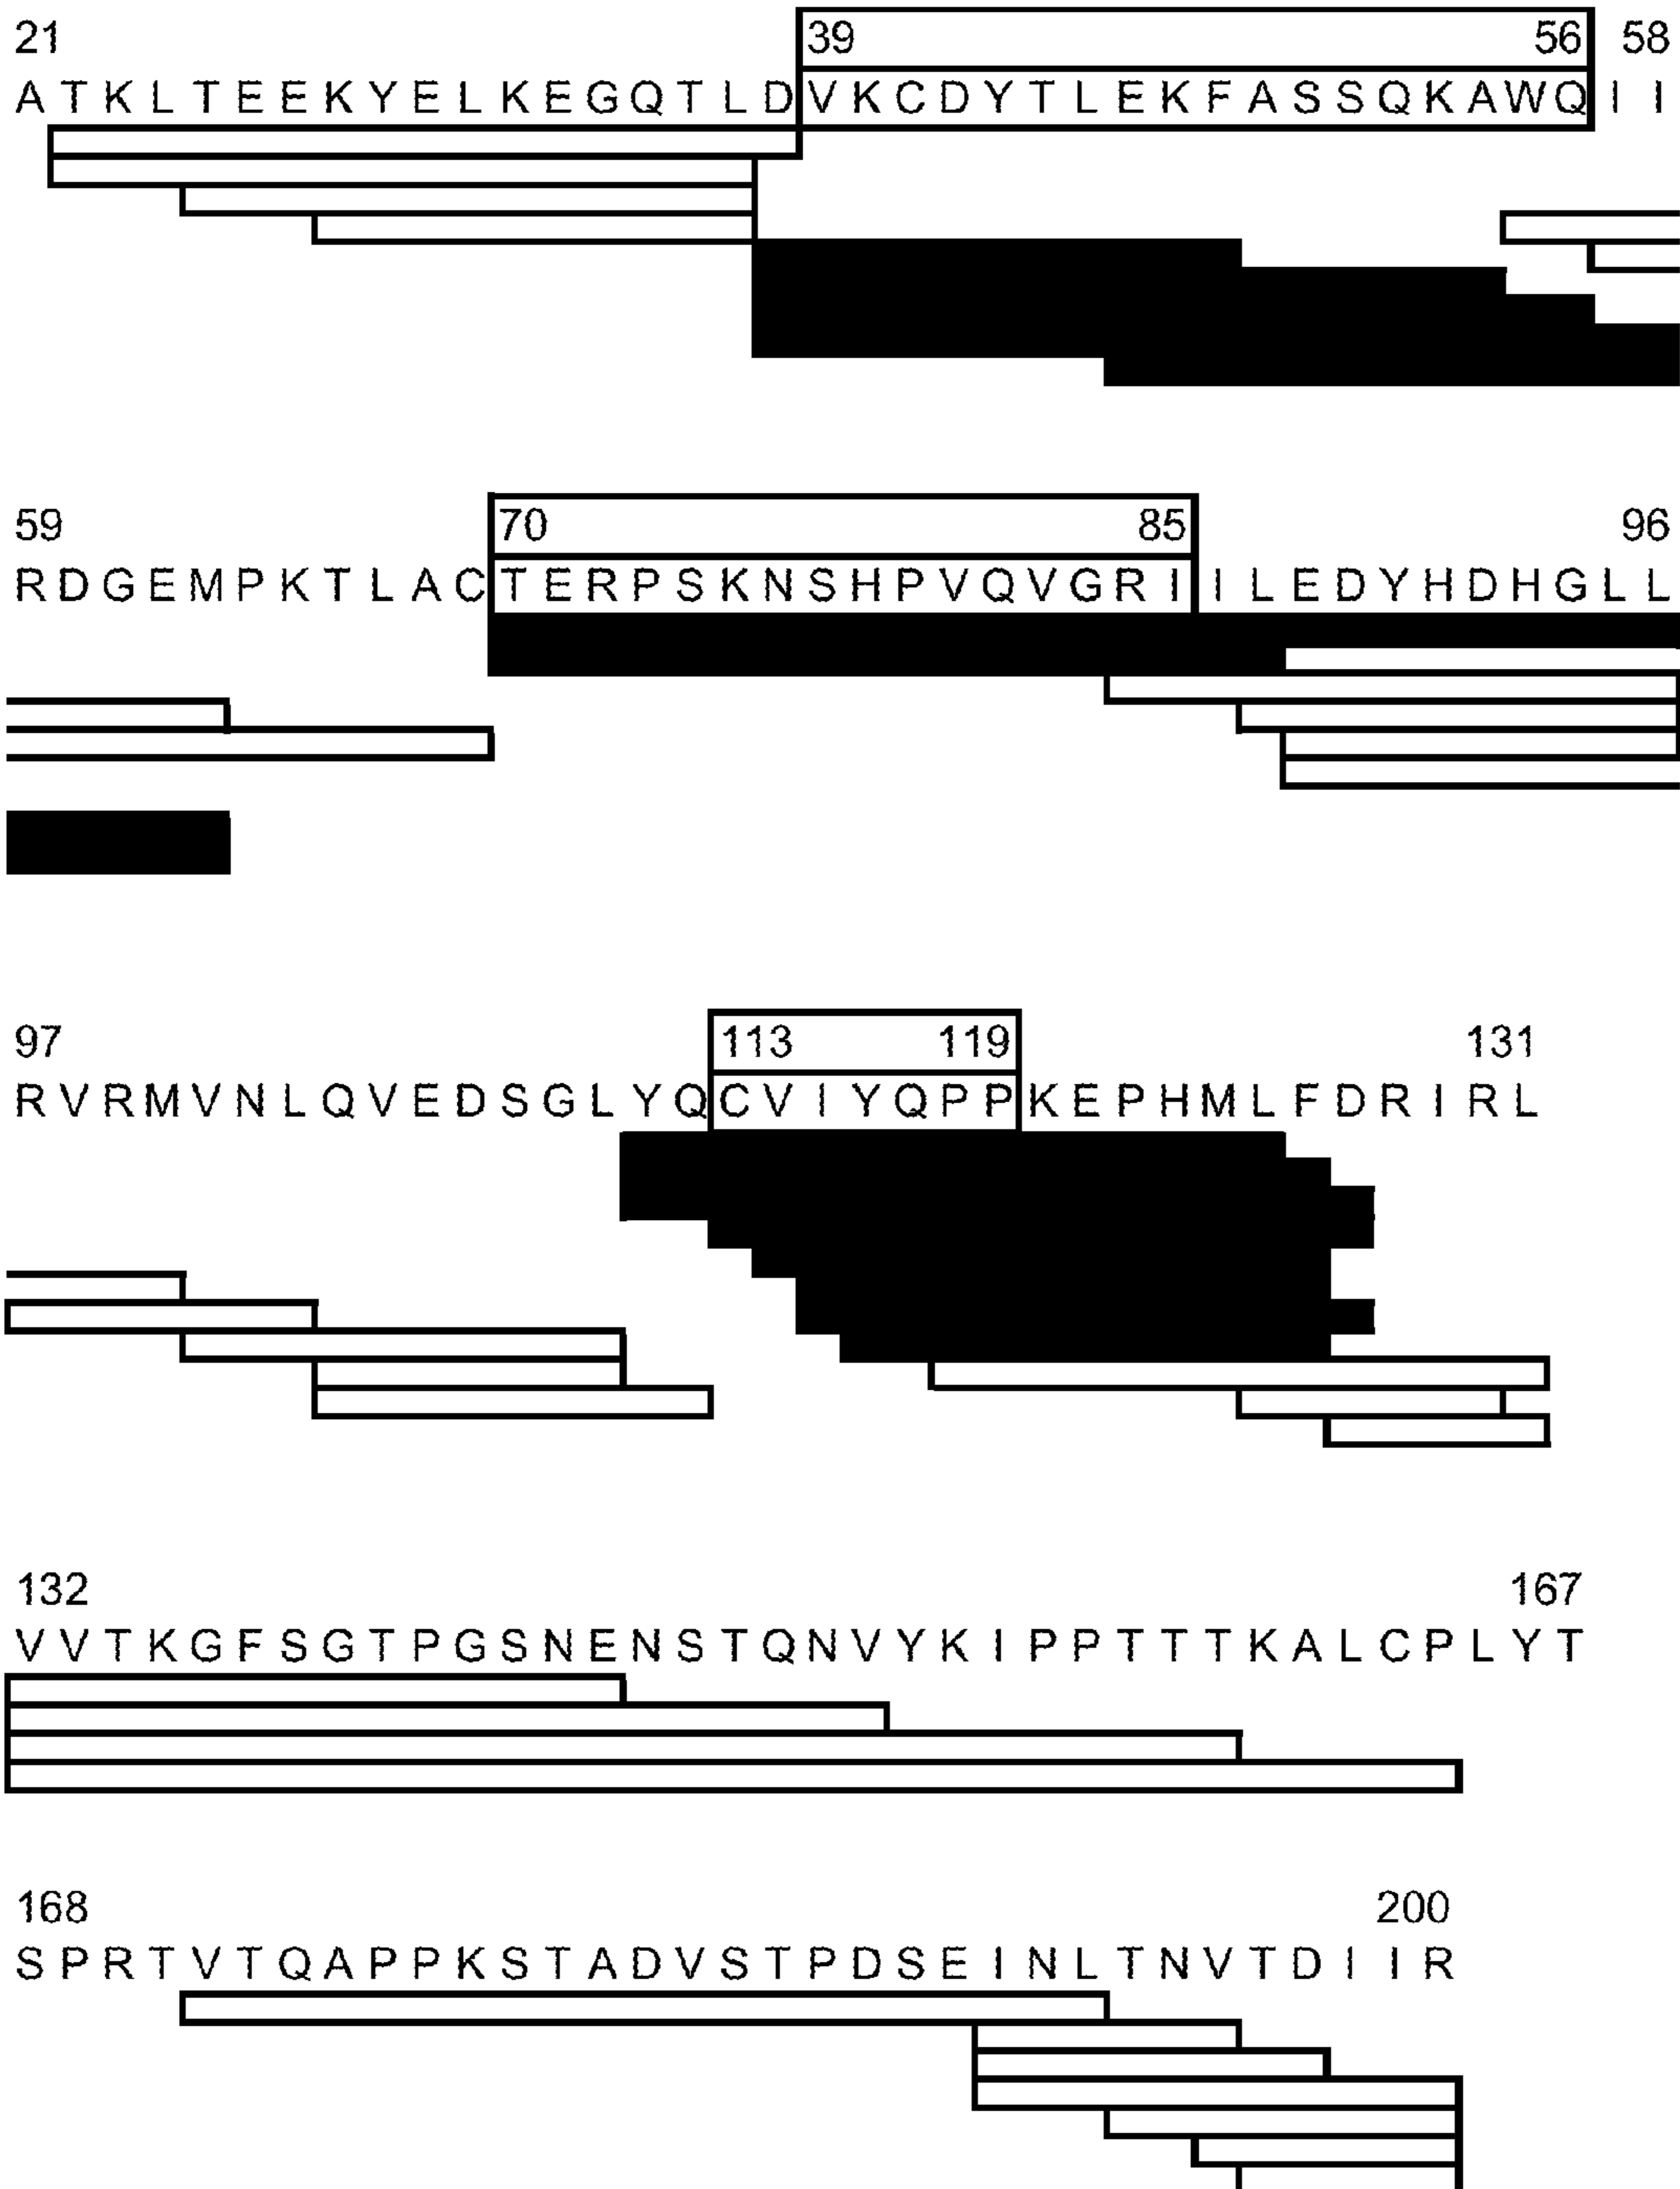 21 39 56 58
A T K L T E E K Y E L K E G Q T L D V K C D Y T L E K F A S S Q K A W Q I I
59 70 85 96
R D G E M P K T L A C T E R P S K N S H P V Q V G R I I L E D Y H D H G L L
97 113 119 131
R V R M V N L Q V E D S G L Y Q C V I Y Q P P K E P H M L F D R I R L
132 167
V V T K G F S G T P G S N E N S T Q N V Y K I P P T T T K A L C P L Y T
168 200
S P R T V T Q A P P K S T A D V S T P D S E I N L T N V T D I I R